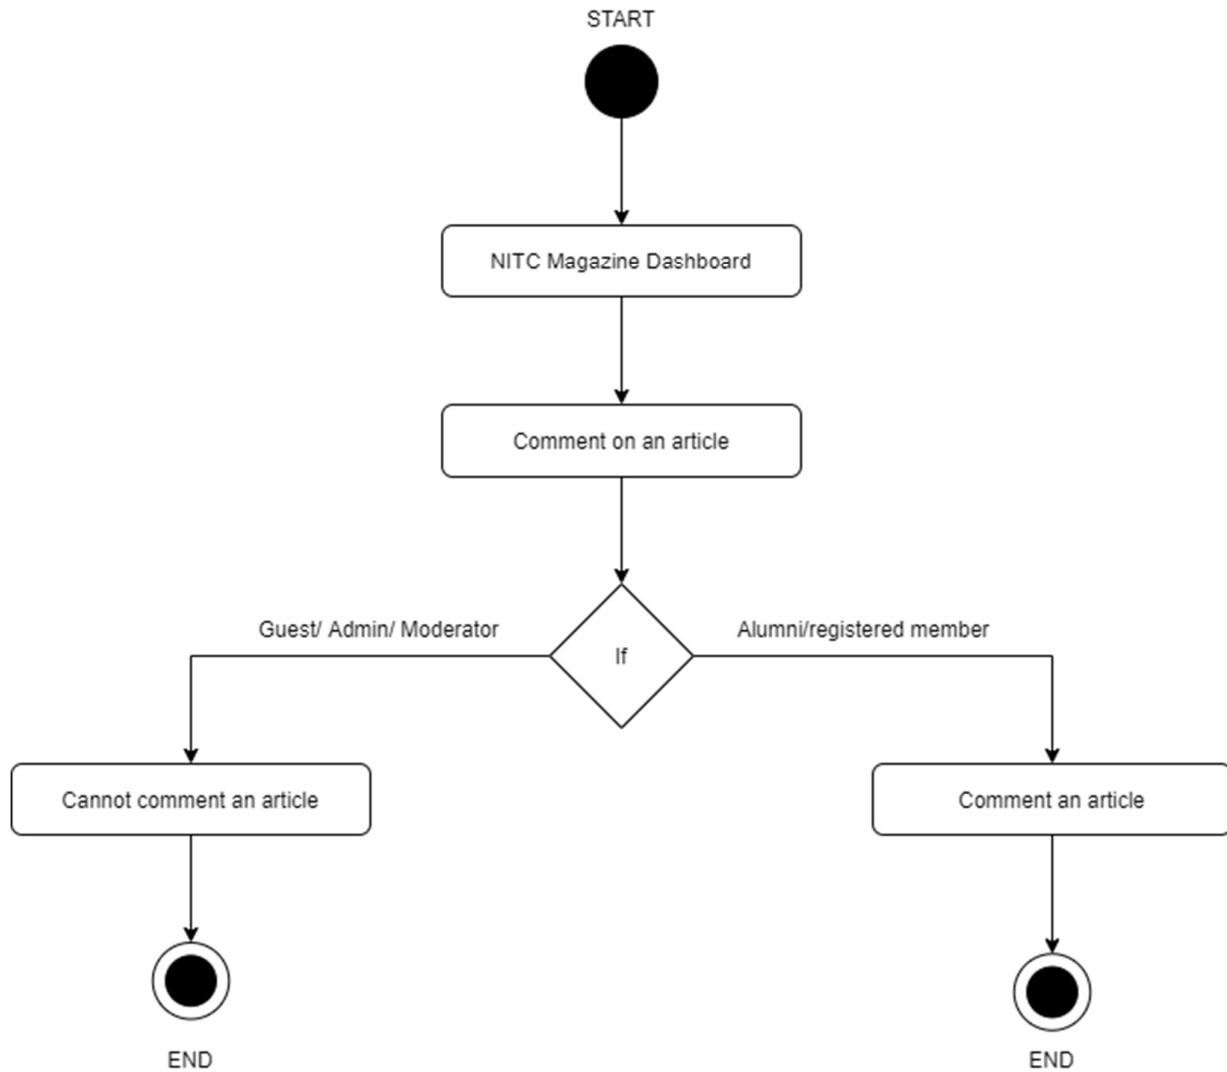 START
NITC Magazine Dashboard
Comment on an article
Guest/ Admin/ Moderator
If
Alumni/registered member
Cannot comment an article
Comment an article
END
END